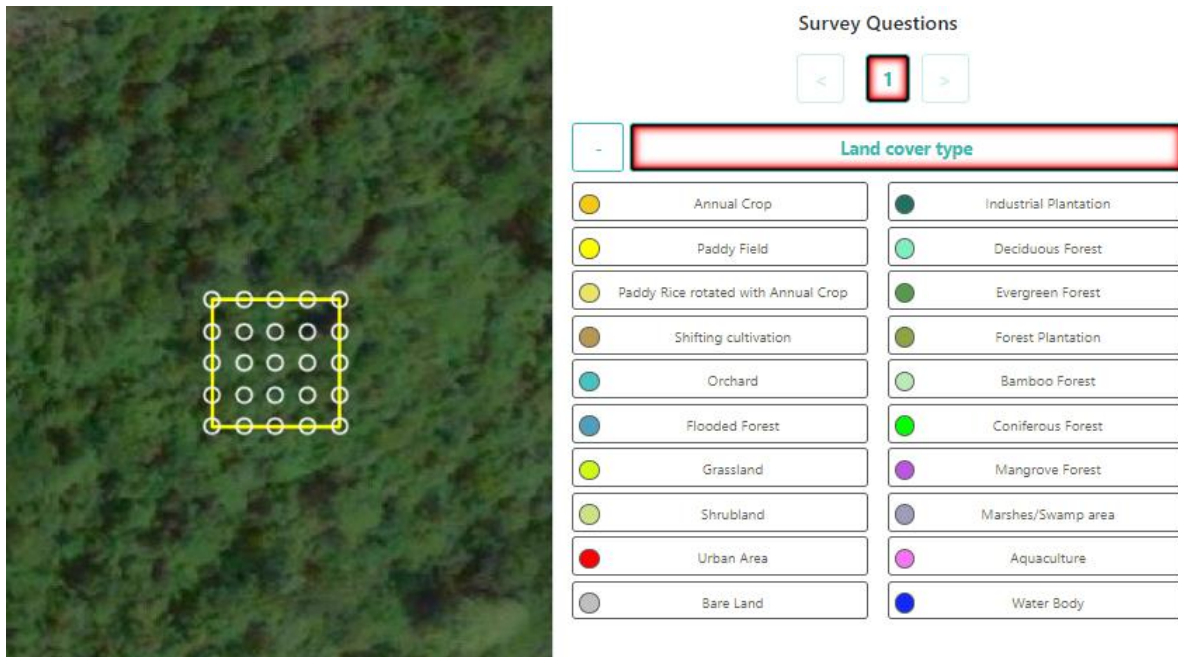 Survey Questions
<
1
>
-
Land cover type
Annual Crop
Industrial Plantation
Paddy Field
Deciduous Forest
Paddy Rice rotated with Annual Crop
Evergreen Forest
Shifting cultivation
Forest Plantation
Orchard
Bamboo Forest
Flooded Forest
Coniferous Forest
Grassland
Mangrove Forest
Shrubland
Marshes/Swamp area
Urban Area
Aquaculture
Bare Land
Water Body